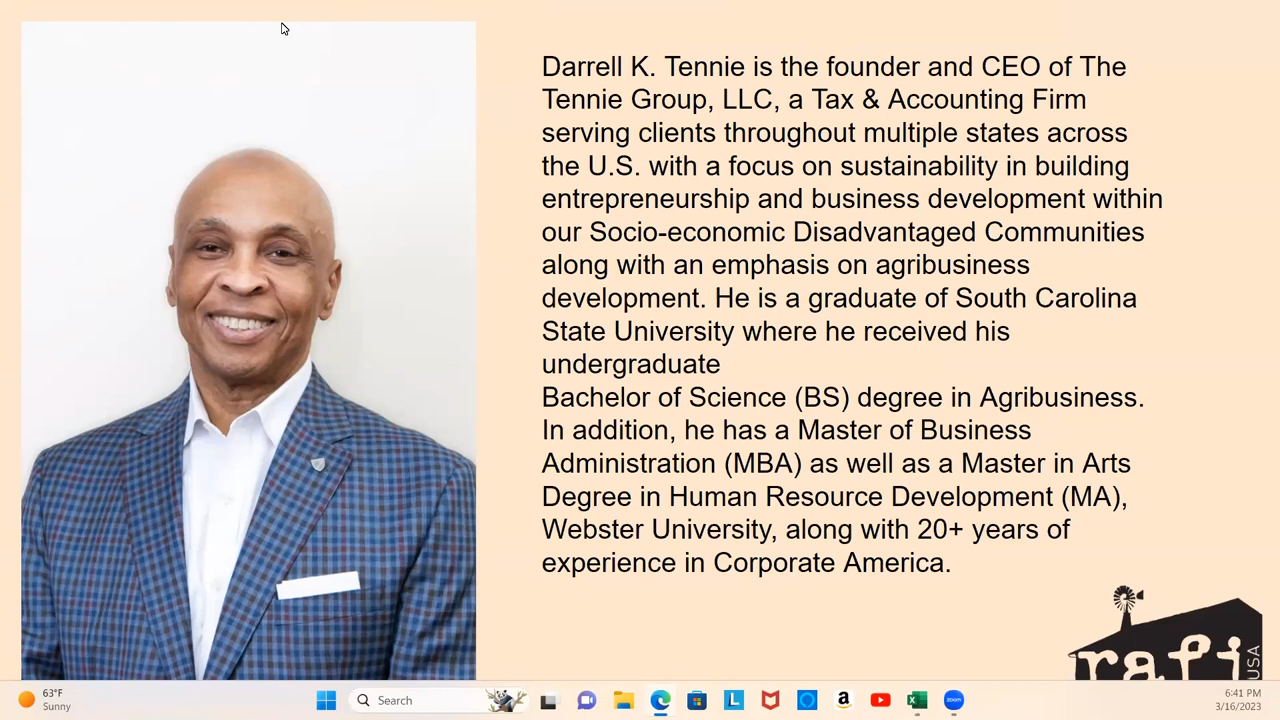 Darrell K. Tennie is the founder and CEO of The
Tennie Group, LLC, a Tax & Accounting Firm
serving clients throughout multiple states across
the U.S. with a focus on sustainability in building
entrepreneurship and business development within
our Socio-economic Disadvantaged Communities
along with an emphasis on agribusiness
development. He is a graduate of South Carolina
State University where he received his
undergraduate
Bachelor of Science (BS) degree in Agribusiness.
In addition, he has a Master of Business
Administration (MBA) as well as a Master in Arts
Degree in Human Resource Development (MA),
Webster University, along with 20+ years of
experience in Corporate America.
rafi
USA
63°F
Sunny
Search
L
a
zoom
6:41 PM
3/16/2023